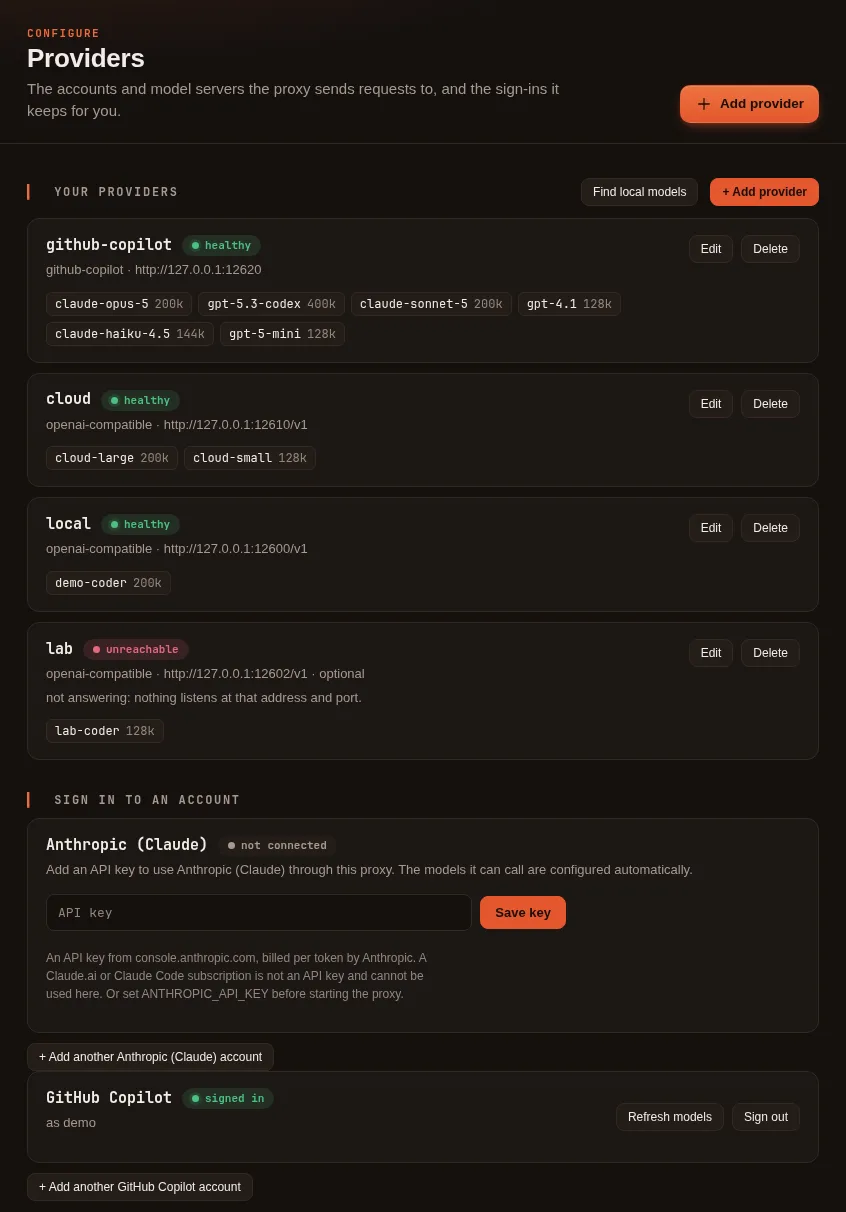 CONFIGURE
Providers
The accounts and model servers the proxy sends requests to, and the sign-ins it
keeps for you.
+ Add provider
YOUR PROVIDERS
Find local models
+ Add provider
github-copilot healthy
Edit Delete
github-copilot · http://127.0.0.1:12620
claude-opus-5 200k gpt-5.3-codex 400k claude-sonnet-5 200k gpt-4.1 128k
claude-haiku-4.5 144k gpt-5-mini 128k
cloud healthy
Edit Delete
openai-compatible · http://127.0.0.1:12610/v1
cloud-large 200k cloud-small 128k
local healthy
Edit Delete
openai-compatible · http://127.0.0.1:12600/v1
demo-coder 200k
lab unreachable
Edit Delete
openai-compatible · http://127.0.0.1:12602/v1 · optional
not answering: nothing listens at that address and port.
lab-coder 128k
SIGN IN TO AN ACCOUNT
Anthropic (Claude) not connected
Add an API key to use Anthropic (Claude) through this proxy. The models it can call are configured automatically.
API key
Save key
An API key from console.anthropic.com, billed per token by Anthropic. A
Claude.ai or Claude Code subscription is not an API key and cannot be
used here. Or set ANTHROPIC_API_KEY before starting the proxy.
+ Add another Anthropic (Claude) account
GitHub Copilot signed in
as demo
Refresh models Sign out
+ Add another GitHub Copilot account